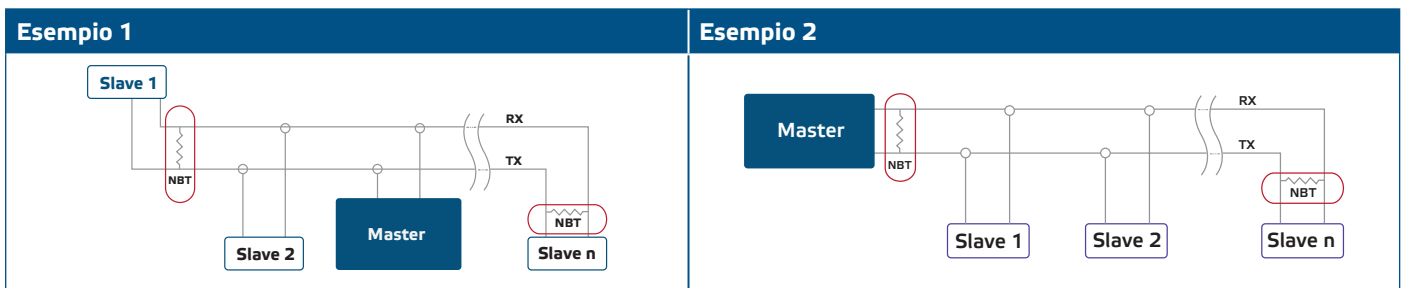 Esempio 1
Slave 1
RX
TX
NBT
NBT
Master
Slave 2
Slave n
Esempio 2
RX
Master
TX
NBT
NBT
Slave 1
Slave 2
Slave n